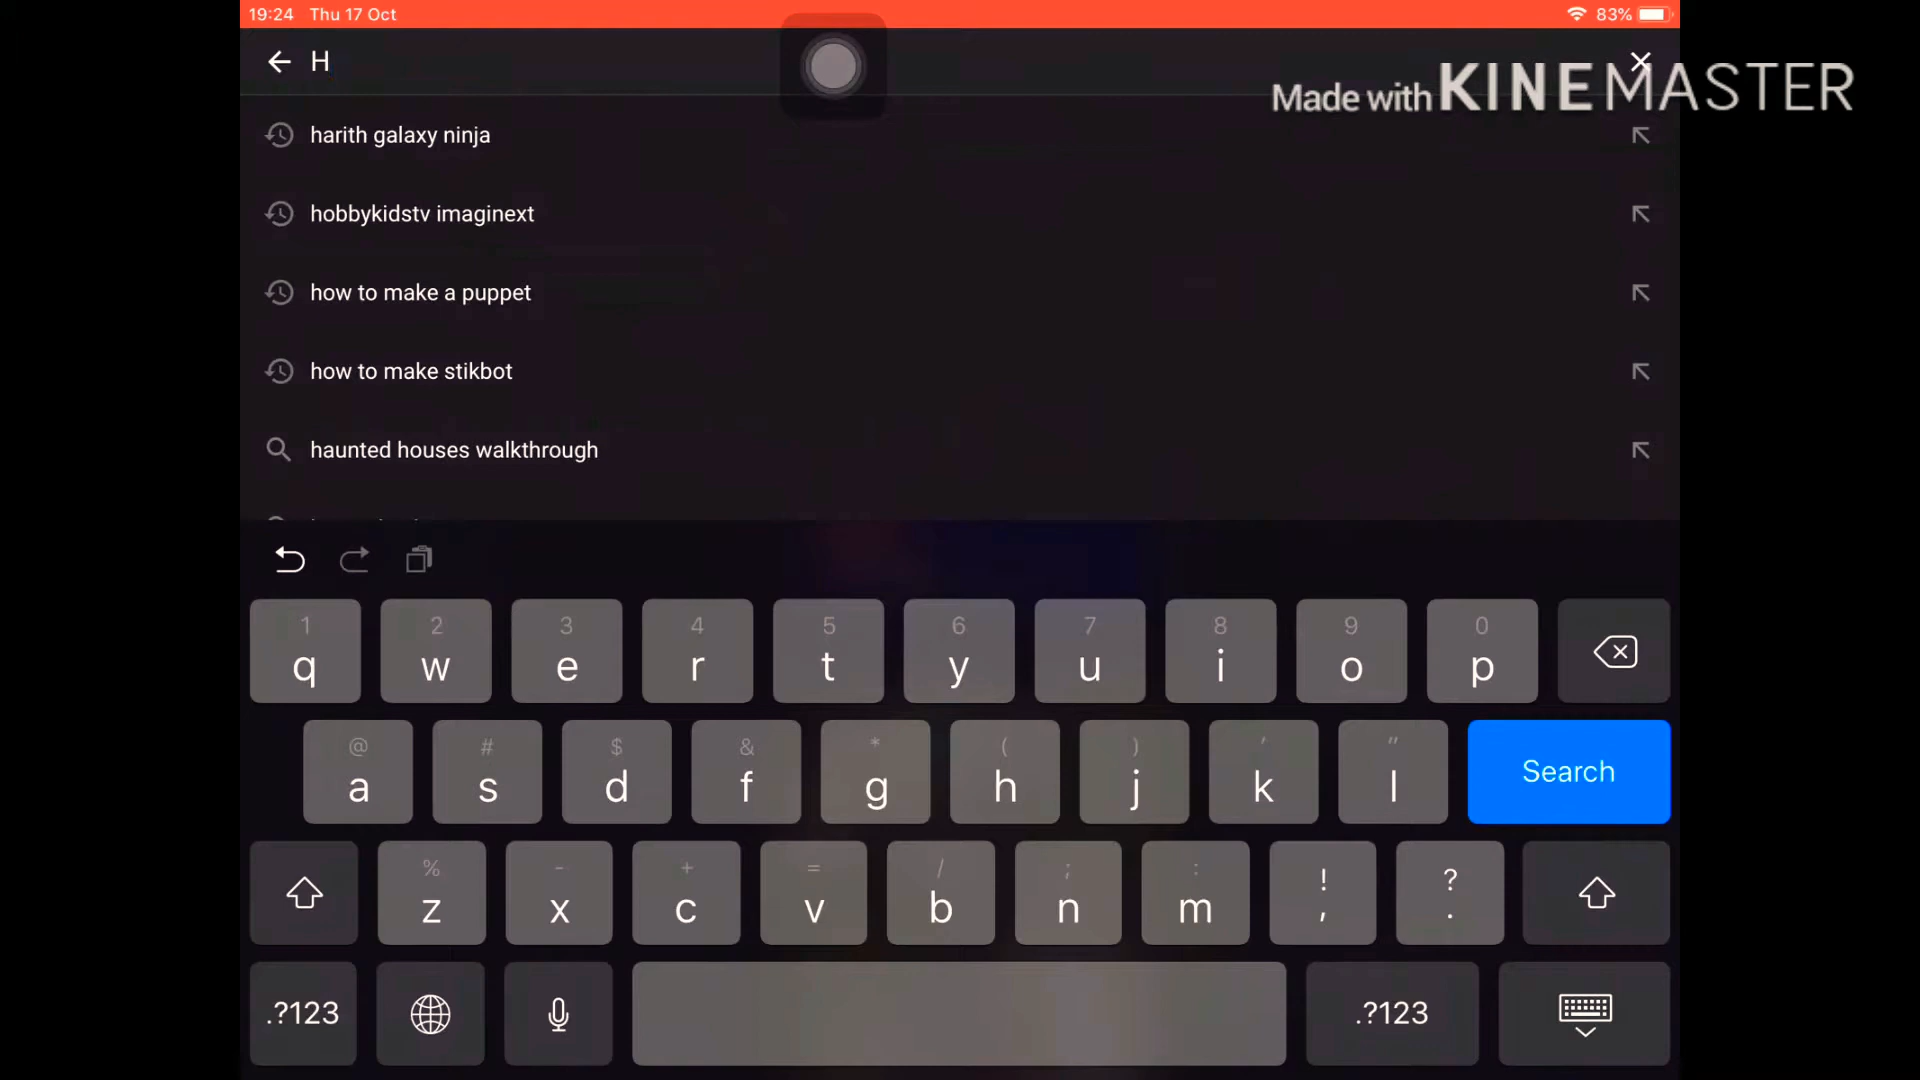 19:24 Thu 17 Oct 83%
H
Made with KINEMASTER
harith galaxy ninja
hobbykidstv imaginext
how to make a puppet
how to make stikbot
haunted houses walkthrough
1 2 3 4 5 6 7 8 9 0
q w e r t y u i o p
@ # $ & * ( ) ' "
a s d f g h j k l Search
% - + = / ; : ! ?
z x c v b n m , .
.?123 .?123